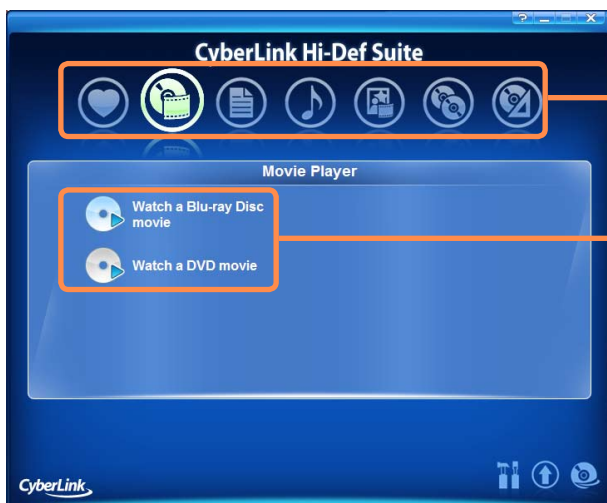 CyberLink Hi-Def Suite
Movie Player
Watch a Blu-ray Disc
movie
Watch a DVD movie
CyberLink